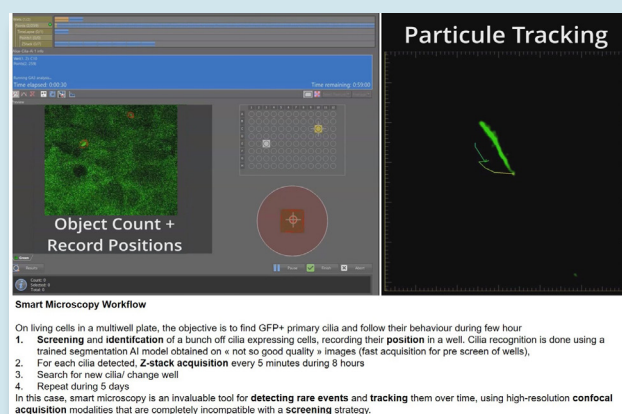 Particule Tracking
Time elapsed: 0:00:30
Time remaining: 0:59:00
Object Count +
Record Positions
Smart Microscopy Workflow
On living cells in a multiwell plate, the objective is to find GFP+ primary cilia and follow their behaviour during few hour
1. Screening and identifcation of a bunch off cilia expressing cells, recording their position in a well. Cilia recognition is done using a
trained segmentation AI model obtained on « not so good quality » images (fast acquisition for pre screen of wells),
2. For each cilia detected, Z-stack acquisition every 5 minutes during 8 hours
3. Search for new cilia/ change well
4. Repeat during 5 days
In this case, smart microscopy is an invaluable tool for detecting rare events and tracking them over time, using high-resolution confocal
acquisition modalities that are completely incompatible with a screening strategy.